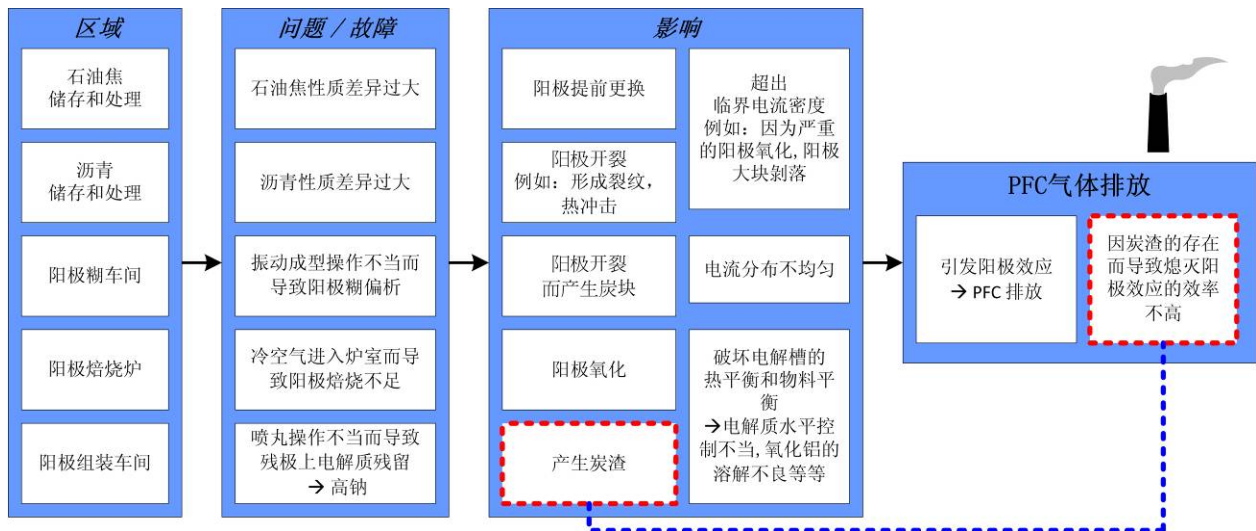 区域
石油焦
储存和处理
沥青
储存和处理
阳极糊车间
阳极焙烧炉
阳极组装车间
问题／故障
石油焦性质差异过大
沥青性质差异过大
振动成型操作不当而
导致阳极糊偏析
冷空气进入炉室而导
致阳极焙烧不足
喷丸操作不当而导致
残极上电解质残留
→ 高钠
影响
阳极提前更换
阳极开裂
例如：形成裂纹，
热冲击
阳极开裂
而产生炭块
阳极氧化
产生炭渣
超出
临界电流密度
例如：因为严重
的阳极氧化,阳极
大块剥落
电流分布不均匀
破坏电解槽的
热平衡和物料平
衡
→电解质水平控
制不当,氧化铝的
溶解不良等等
PFC气体排放
引发阳极效应
→ PFC 排放
因炭渣的存在
而导致熄灭阳
极效应的效率
不高